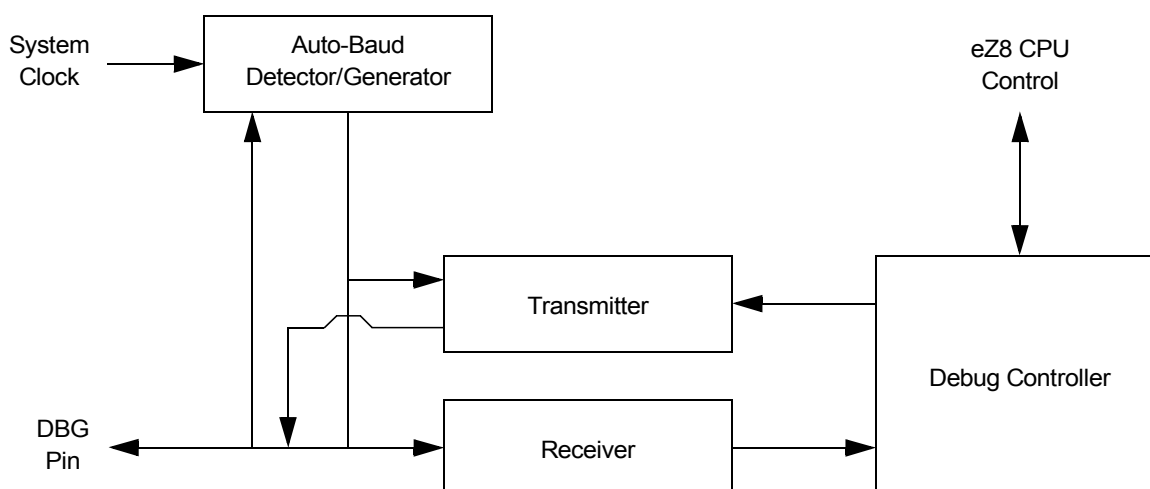 System
Clock
Auto-Baud
Detector/Generator
eZ8 CPU
Control
Transmitter
Debug Controller
DBG
Pin
Receiver